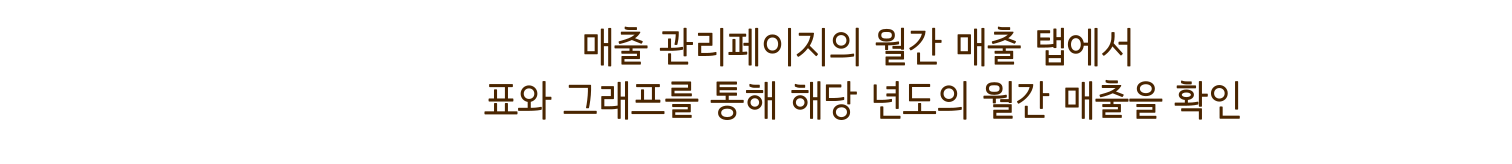 매출 관리페이지의 월간 매출 탭에서
표와 그래프를 통해 해당 년도의 월간 매출을 확인